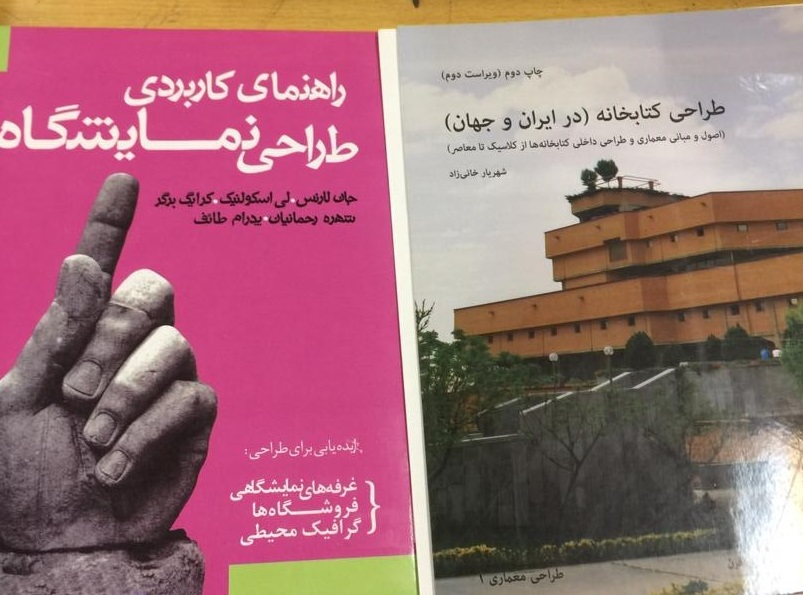 راهنمای کاربردی
طراحی نمایشگاه
جان لارنس • لی اسکولنیک • کرانگ برگر
شهره رحمانیان • پدرام طائف
ایده‌یابی برای طراحی:
غرفه‌های نمایشگاهی
فروشگاه‌ها
گرافیک محیطی
چاپ دوم (ویراست دوم)
طراحی کتابخانه (در ایران و جهان)
(اصول و مبانی معماری و طراحی داخلی کتابخانه‌ها از کلاسیک تا معاصر)
شهریار خانی‌زاد
طراحی معماری ۱